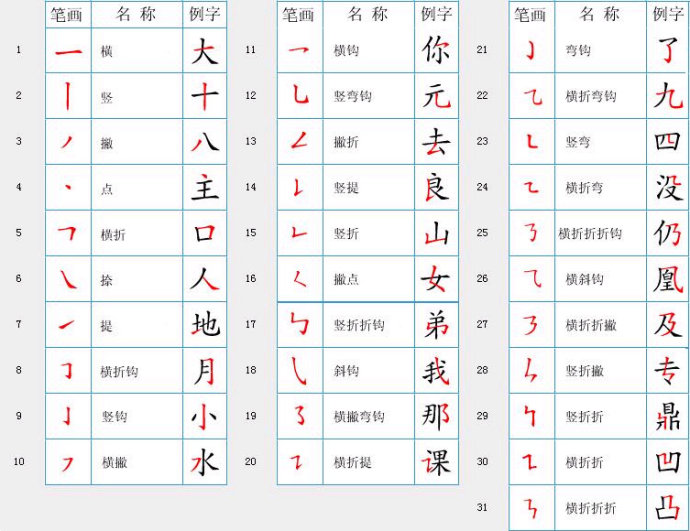 笔画 名称 例字
1 ㇐ 横 大
2 ㇑ 竖 十
3 ㇒ 撇 八
4 ㇔ 点 主
5 ㇕ 横折 口
6 ㇏ 捺 人
7 ㇀ 提 地
8 ㇆ 横折钩 月
9 ㇚ 竖钩 小
10 ㇇ 横撇 水
笔画 名称 例字
11 ㇖ 横钩 你
12 ㇟ 竖弯钩 元
13 ㇜ 撇折 去
14 ㇙ 竖提 良
15 ㇗ 竖折 山
16 ㇛ 撇点 女
17 ㇉ 竖折折钩 弟
18 ㇂ 斜钩 我
19 ㇌ 横撇弯钩 那
20 ㇊ 横折提 课
笔画 名称 例字
21 ㇁ 弯钩 了
22 ㇈ 横折弯钩 九
23 ㇄ 竖弯 四
24 ㇍ 横折弯 没
25 ㇡ 横折折折钩 仍
26 ⺄ 横斜钩 凰
27 ㇋ 横折折撇 及
28 ㇞ 竖折撇 专
29 ㇞ 竖折折 鼎
30 ㇅ 横折折 凹
31 ㇎ 横折折折 凸